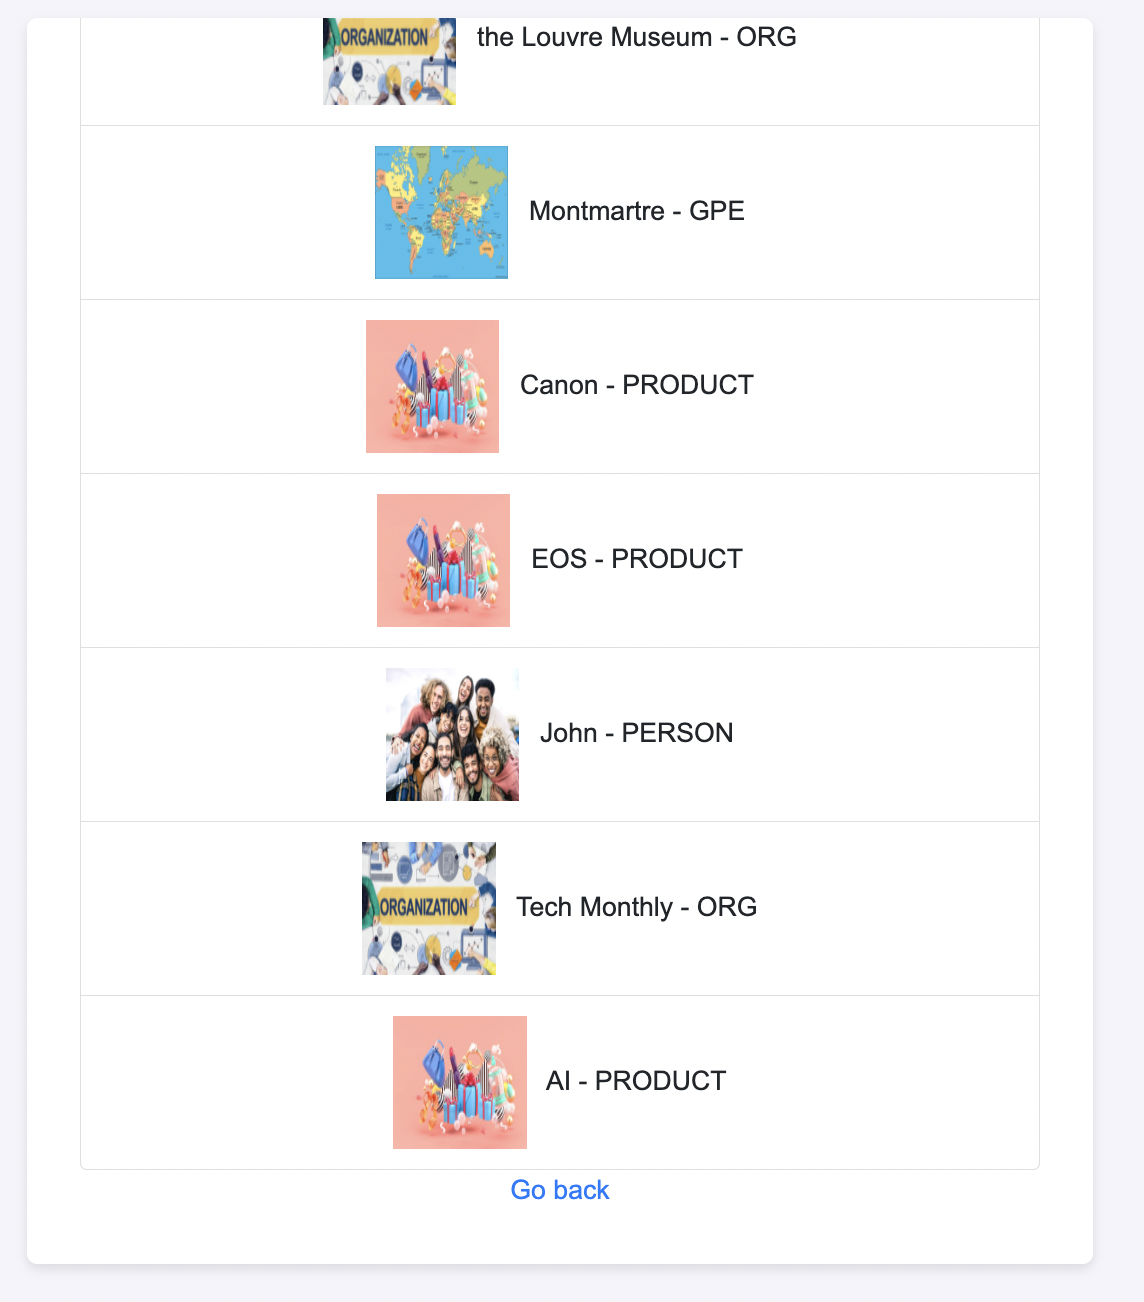 ORGANIZATION
the Louvre Museum - ORG
Montmartre - GPE
Canon - PRODUCT
EOS - PRODUCT
John - PERSON
ORGANIZATION
Tech Monthly - ORG
AI - PRODUCT
Go back